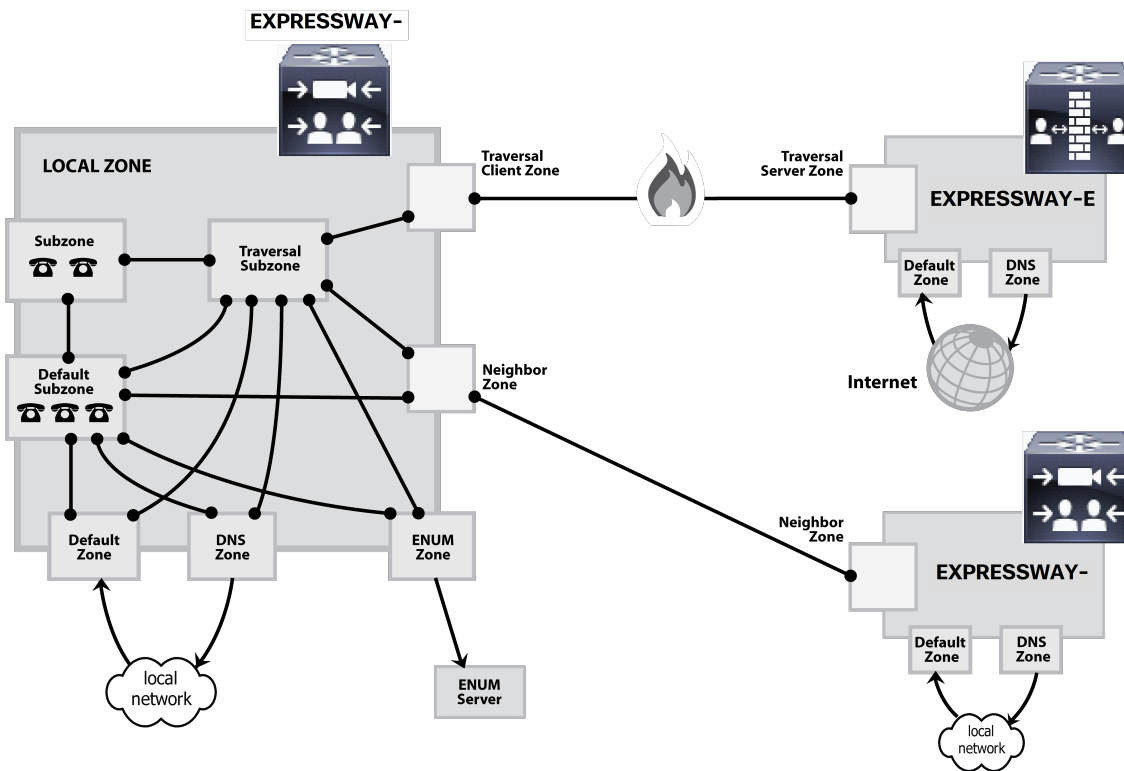 EXPRESSWAY-
LOCAL ZONE
Subzone
Traversal
Subzone
Default
Subzone
Traversal
Client Zone
Neighbor
Zone
Default
Zone
DNS
Zone
ENUM
Zone
local
network
ENUM
Server
Traversal
Server Zone
EXPRESSWAY-E
Default
Zone
DNS
Zone
Internet
Neighbor
Zone
EXPRESSWAY-
Default
Zone
DNS
Zone
local
network